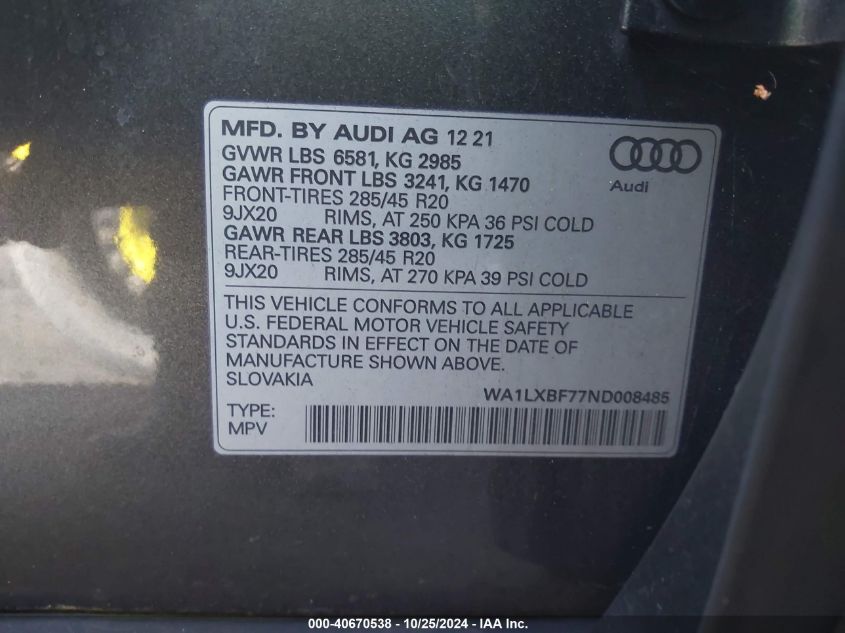 MFD. BY AUDI AG 12 21
GVWR LBS 6581, KG 2985
GAWR FRONT LBS 3241, KG 1470
FRONT-TIRES 285/45 R20
9JX20 RIMS, AT 250 KPA 36 PSI COLD
GAWR REAR LBS 3803, KG 1725
REAR-TIRES 285/45 R20
9JX20 RIMS, AT 270 KPA 39 PSI COLD
Audi
THIS VEHICLE CONFORMS TO ALL APPLICABLE
U.S. FEDERAL MOTOR VEHICLE SAFETY
STANDARDS IN EFFECT ON THE DATE OF
MANUFACTURE SHOWN ABOVE.
SLOVAKIA
WA1LXBF77ND008485
TYPE:
MPV
000-40670538 - 10/25/2024 - IAA Inc.